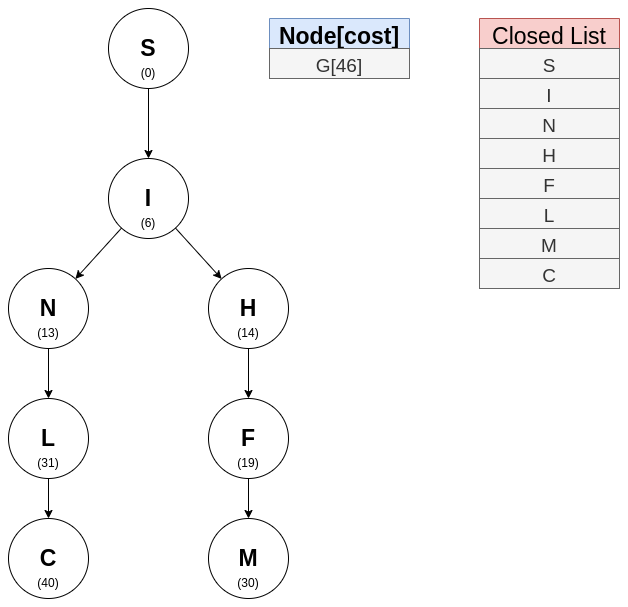 S
(0)
I
(6)
N
(13)
H
(14)
L
(31)
F
(19)
C
(40)
M
(30)
Node[cost]
G[46]
Closed List
S
I
N
H
F
L
M
C